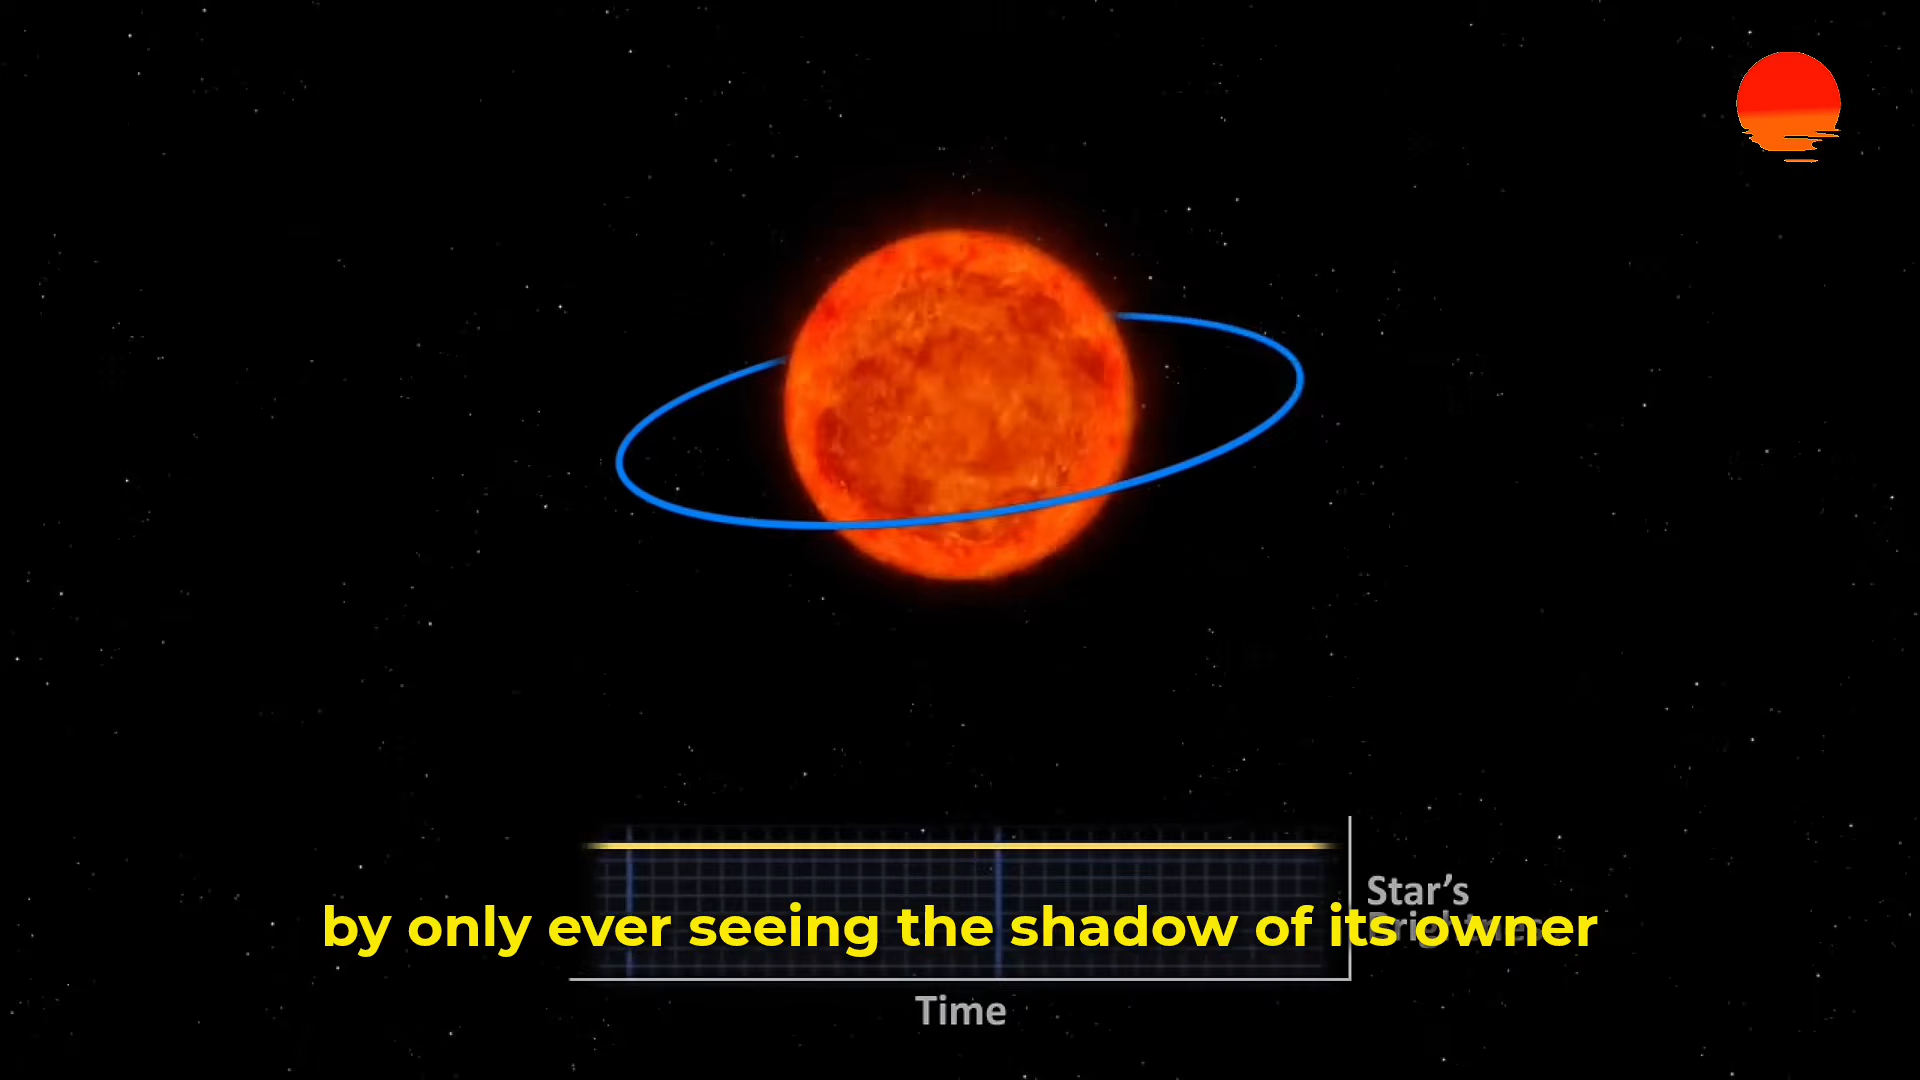 Star’s
by only ever seeing the shadow of its owner
Time